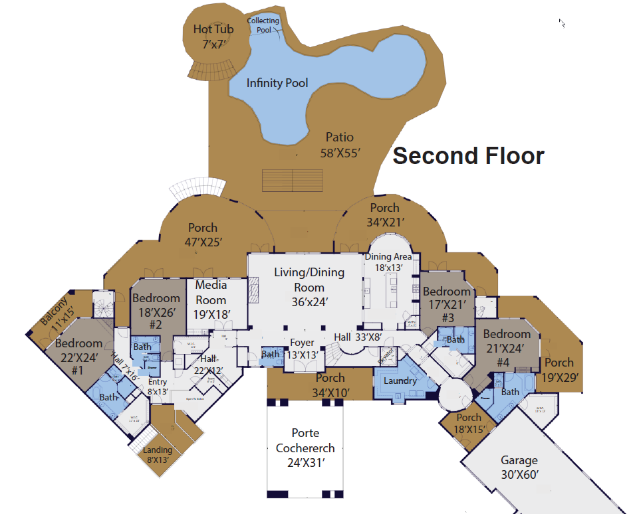 Collecting
Pool
Hot Tub
7'x7'
Infinity Pool
Patio
58'X55'
Second Floor
Porch
34'X21'
Porch
47'X25'
Dining Area
18'x13'
Living/Dining
Room
36'x24'
Media
Room
19'X18'
Bedroom
18'X26'
#2
Bedroom
17'X21'
#3
Balcony
11'X15'
Bedroom
22'X24'
#1
Hall 7'X16'
Bath
Hall
22'X12'
Bath
Foyer
13'X13'
Hall 33'X8'
Bath
Bedroom
21'X24'
#4
Porch
19'X29'
Entry
8'x13'
Bath
Porch
34'X10'
Laundry
Bath
Porch
18'X15'
Landing
8'X13'
Porte
Cochererch
24'X31'
Garage
30'X60'